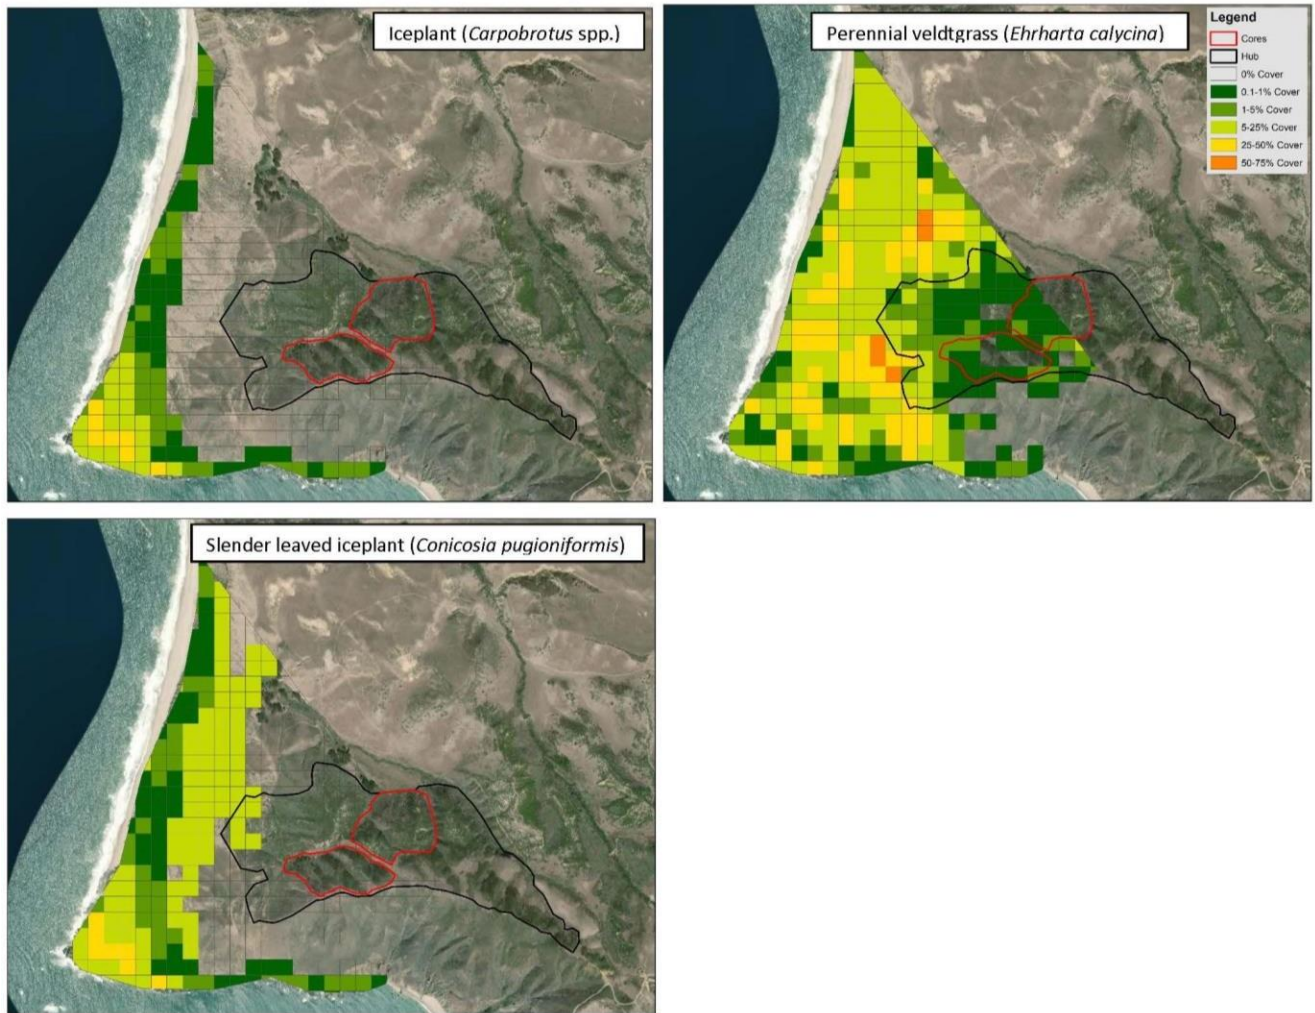 Iceplant (Carpobrotus spp.)
Perennial veldtgrass (Ehrharta calycina)
Legend
Cores
Hub
0% Cover
0.1-1% Cover
1-5% Cover
5-25% Cover
25-50% Cover
50-75% Cover
Slender leaved iceplant (Conicosia pugioniformis)